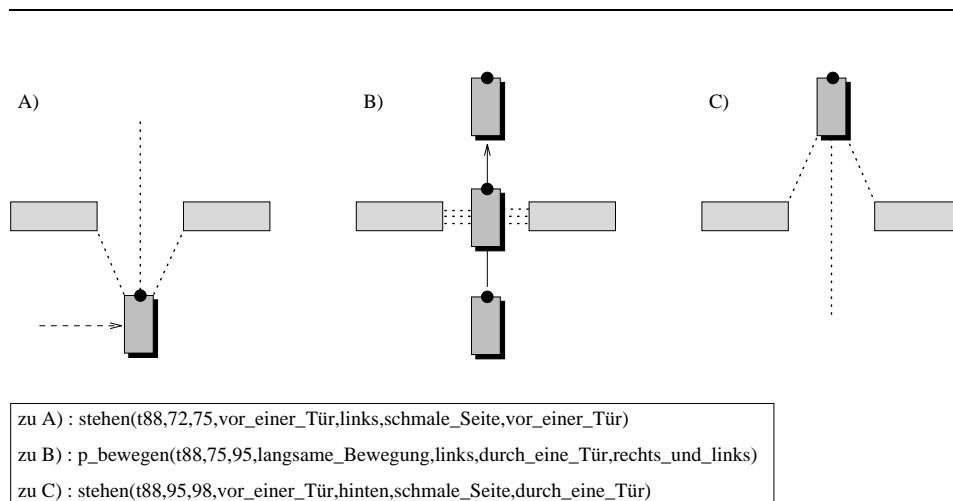 A)
B)
C)
zu A) : stehen(t88,72,75,vor_einer_Tür,links,schmale_Seite,vor_einer_Tür)
zu B) : p_bewegen(t88,75,95,langsame_Bewegung,links,durch_eine_Tür,rechts_und_links)
zu C) : stehen(t88,95,98,vor_einer_Tür,hinten,schmale_Seite,durch_eine_Tür)